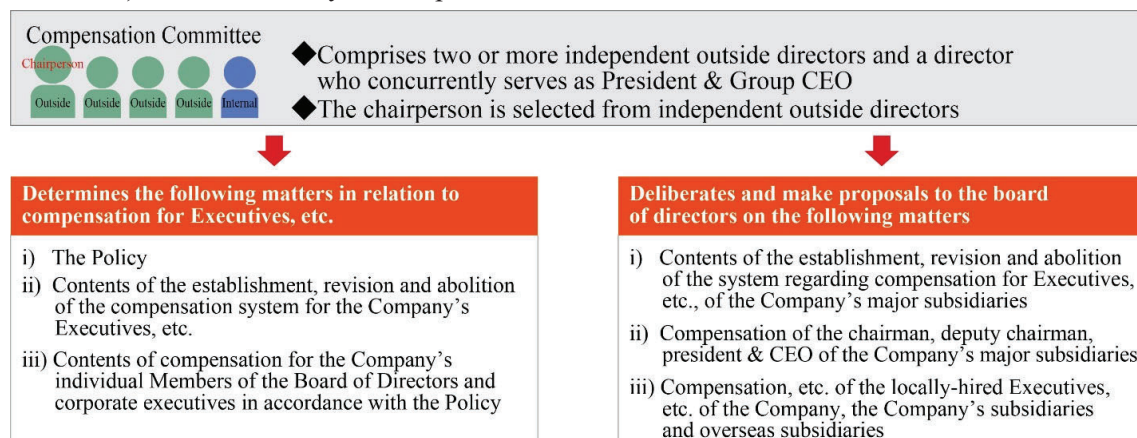 Compensation Committee
Chairperson
Outside
Outside
Outside
Outside
Internal
◆Comprises two or more independent outside directors and a director
who concurrently serves as President & Group CEO
◆The chairperson is selected from independent outside directors
Determines the following matters in relation to
compensation for Executives, etc.
i) The Policy
ii) Contents of the establishment, revision and abolition
of the compensation system for the Company's
Executives, etc.
iii) Contents of compensation for the Company's
individual Members of the Board of Directors and
corporate executives in accordance with the Policy
Deliberates and make proposals to the board
of directors on the following matters
i) Contents of the establishment, revision and abolition
of the system regarding compensation for Executives,
etc., of the Company's major subsidiaries
ii) Compensation of the chairman, deputy chairman,
president & CEO of the Company's major subsidiaries
iii) Compensation, etc. of the locally-hired Executives,
etc. of the Company, the Company's subsidiaries
and overseas subsidiaries